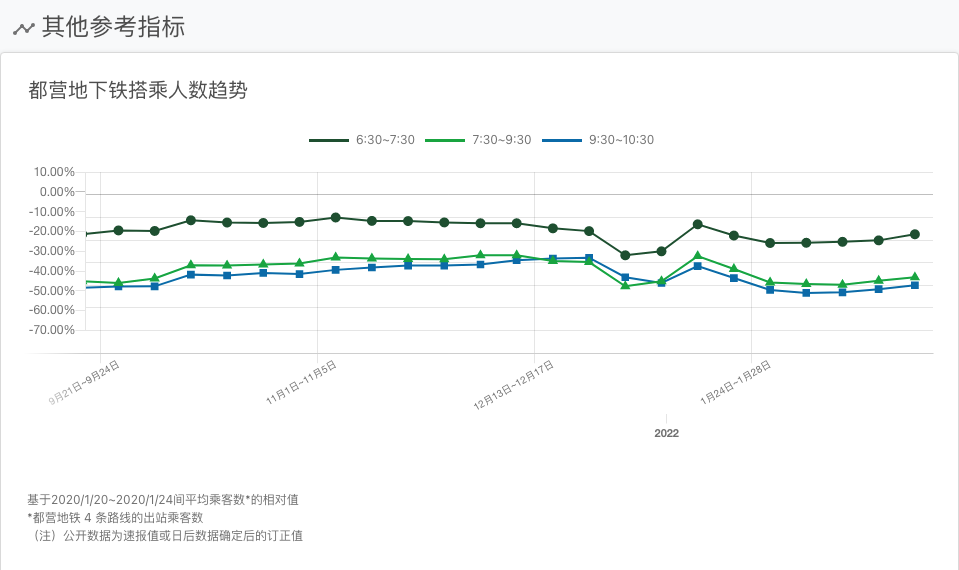 其他参考指标
都营地下铁搭乘人数趋势
6:30~7:30 7:30~9:30 9:30~10:30
10.00%
0.00%
-10.00%
-20.00%
-30.00%
-40.00%
-50.00%
-60.00%
-70.00%
9月21日~9月24日 11月1日~11月5日 12月13日~12月17日 1月24日~1月28日
2022
基于2020/1/20~2020/1/24间平均乘客数*的相对值
*都营地铁 4 条路线的出站乘客数
（注）公开数据为速报值或日后数据确定后的订正值